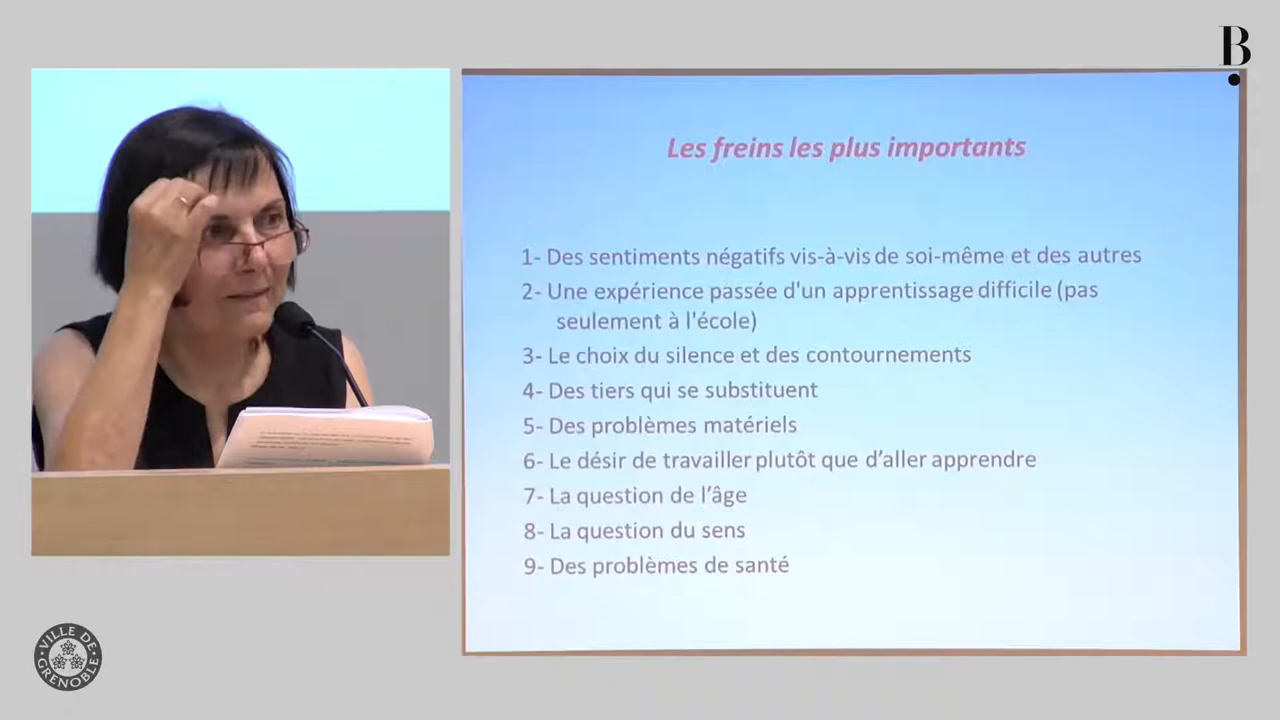 B
Les freins les plus importants
1- Des sentiments négatifs vis-à-vis de soi-même et des autres
2- Une expérience passée d'un apprentissage difficile (pas
seulement à l'école)
3- Le choix du silence et des contournements
4- Des tiers qui se substituent
5- Des problèmes matériels
6- Le désir de travailler plutôt que d’aller apprendre
7- La question de l’âge
8- La question du sens
9- Des problèmes de santé
VILLE DE
GRENOBLE